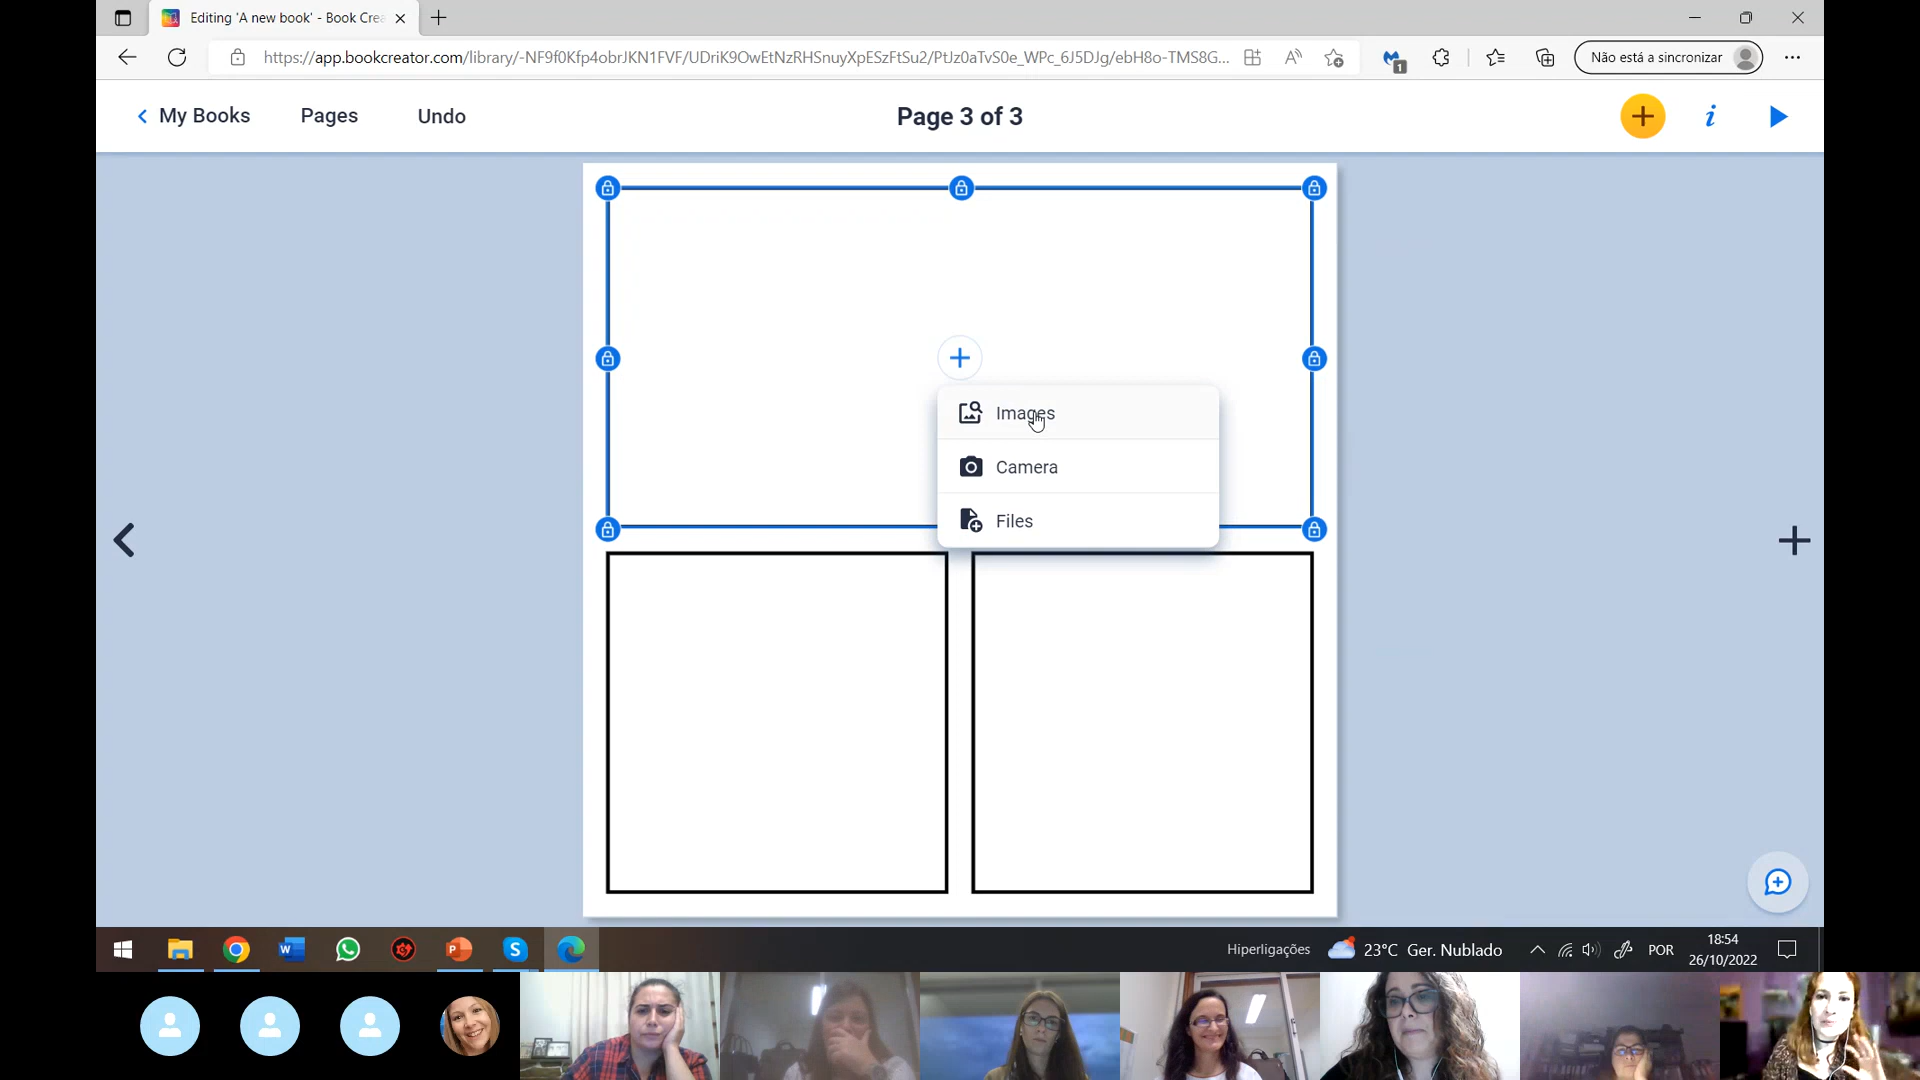 Editing 'A new book' - Book Crea
https://app.bookcreator.com/library/-NF9f0Kfp4obrJKN1FVF/UDriK9OwEtNzRHSnuyXpESzFtSu2/PtJz0aTvS0e_WPc_6J5DJg/ebH8o-TMS8G...
1
Não está a sincronizar
My Books
Pages
Undo
Page 3 of 3
i
Images
Camera
Files
Hiperligações
23°C Ger. Nublado
POR
18:54
26/10/2022